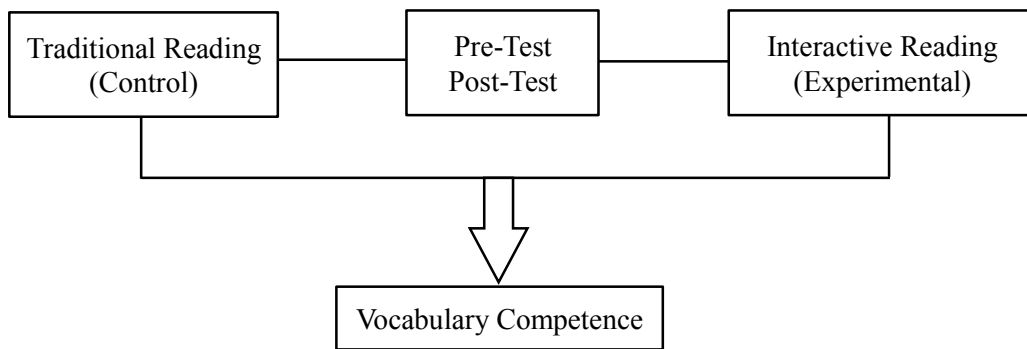 Traditional Reading
(Control)
Pre-Test
Post-Test
Interactive Reading
(Experimental)
Vocabulary Competence